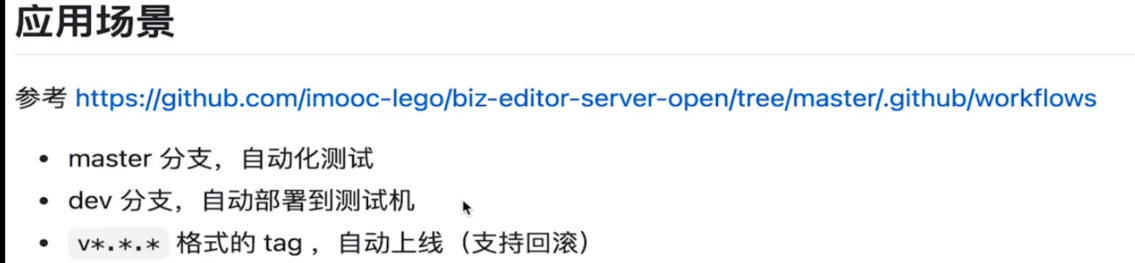 应用场景
参考 https://github.com/imooc-lego/biz-editor-server-open/tree/master/.github/workflows
• master 分支，自动化测试
• dev 分支，自动部署到测试机
• v*.*.* 格式的 tag ，自动上线（支持回滚）